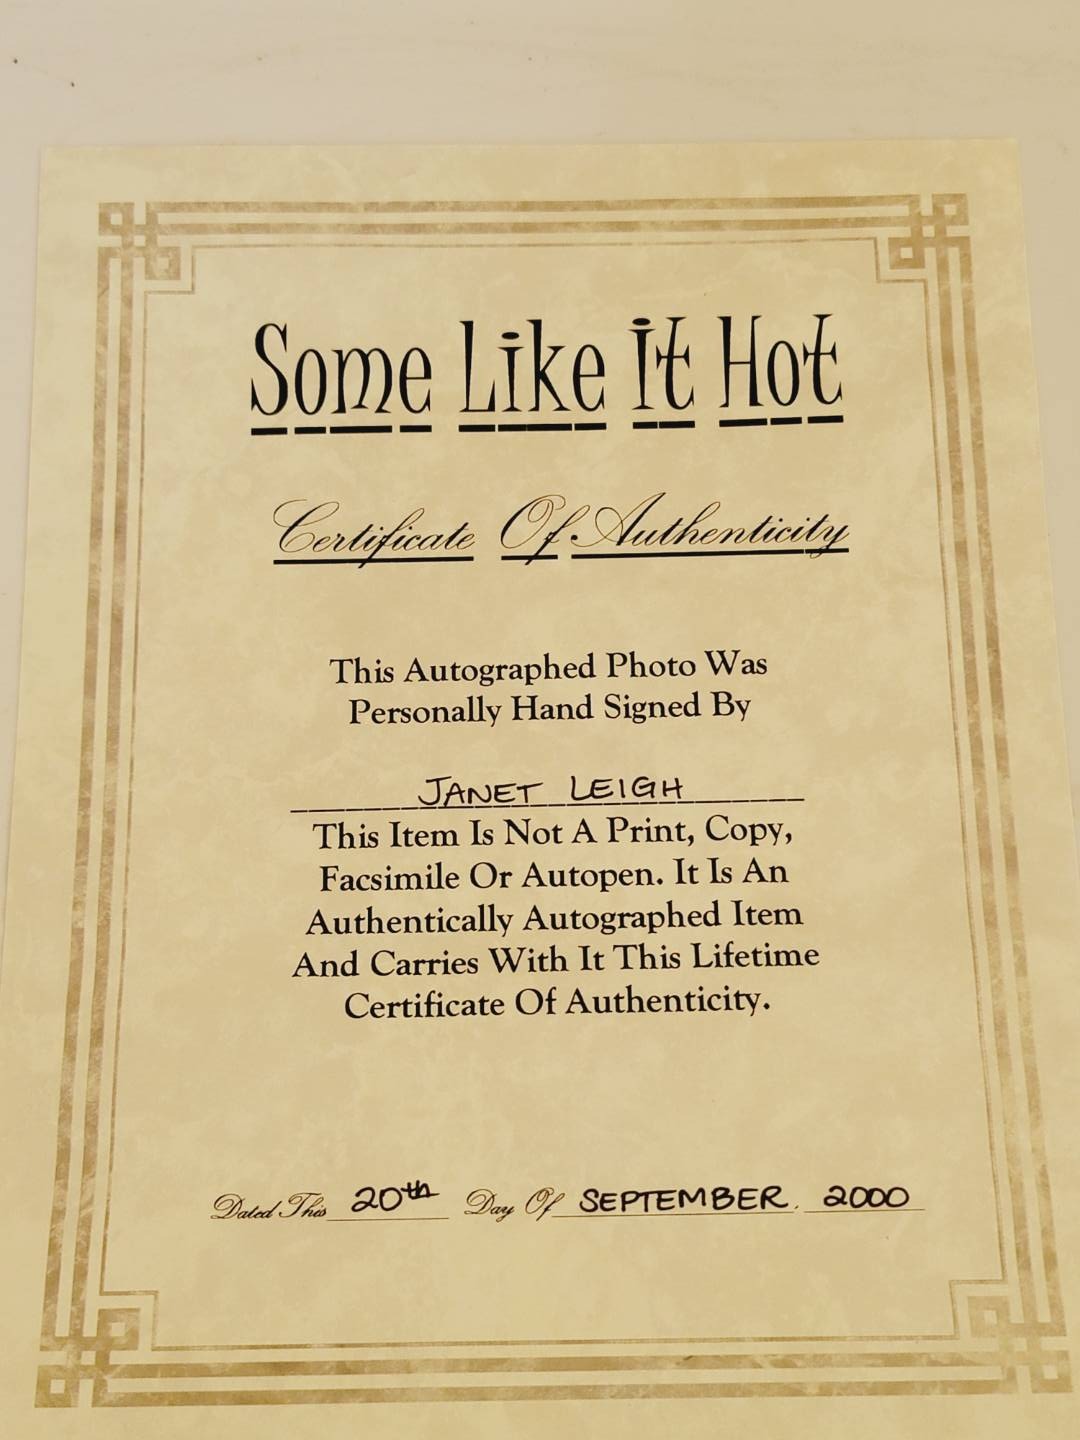 Some Like It Hot
Certificate Of Authenticity
This Autographed Photo Was
Personally Hand Signed By
JANET LEIGH
This Item Is Not A Print, Copy,
Facsimile Or Autopen. It Is An
Authentically Autographed Item
And Carries With It This Lifetime
Certificate Of Authenticity.
Dated This 20th Day Of SEPTEMBER, 2000